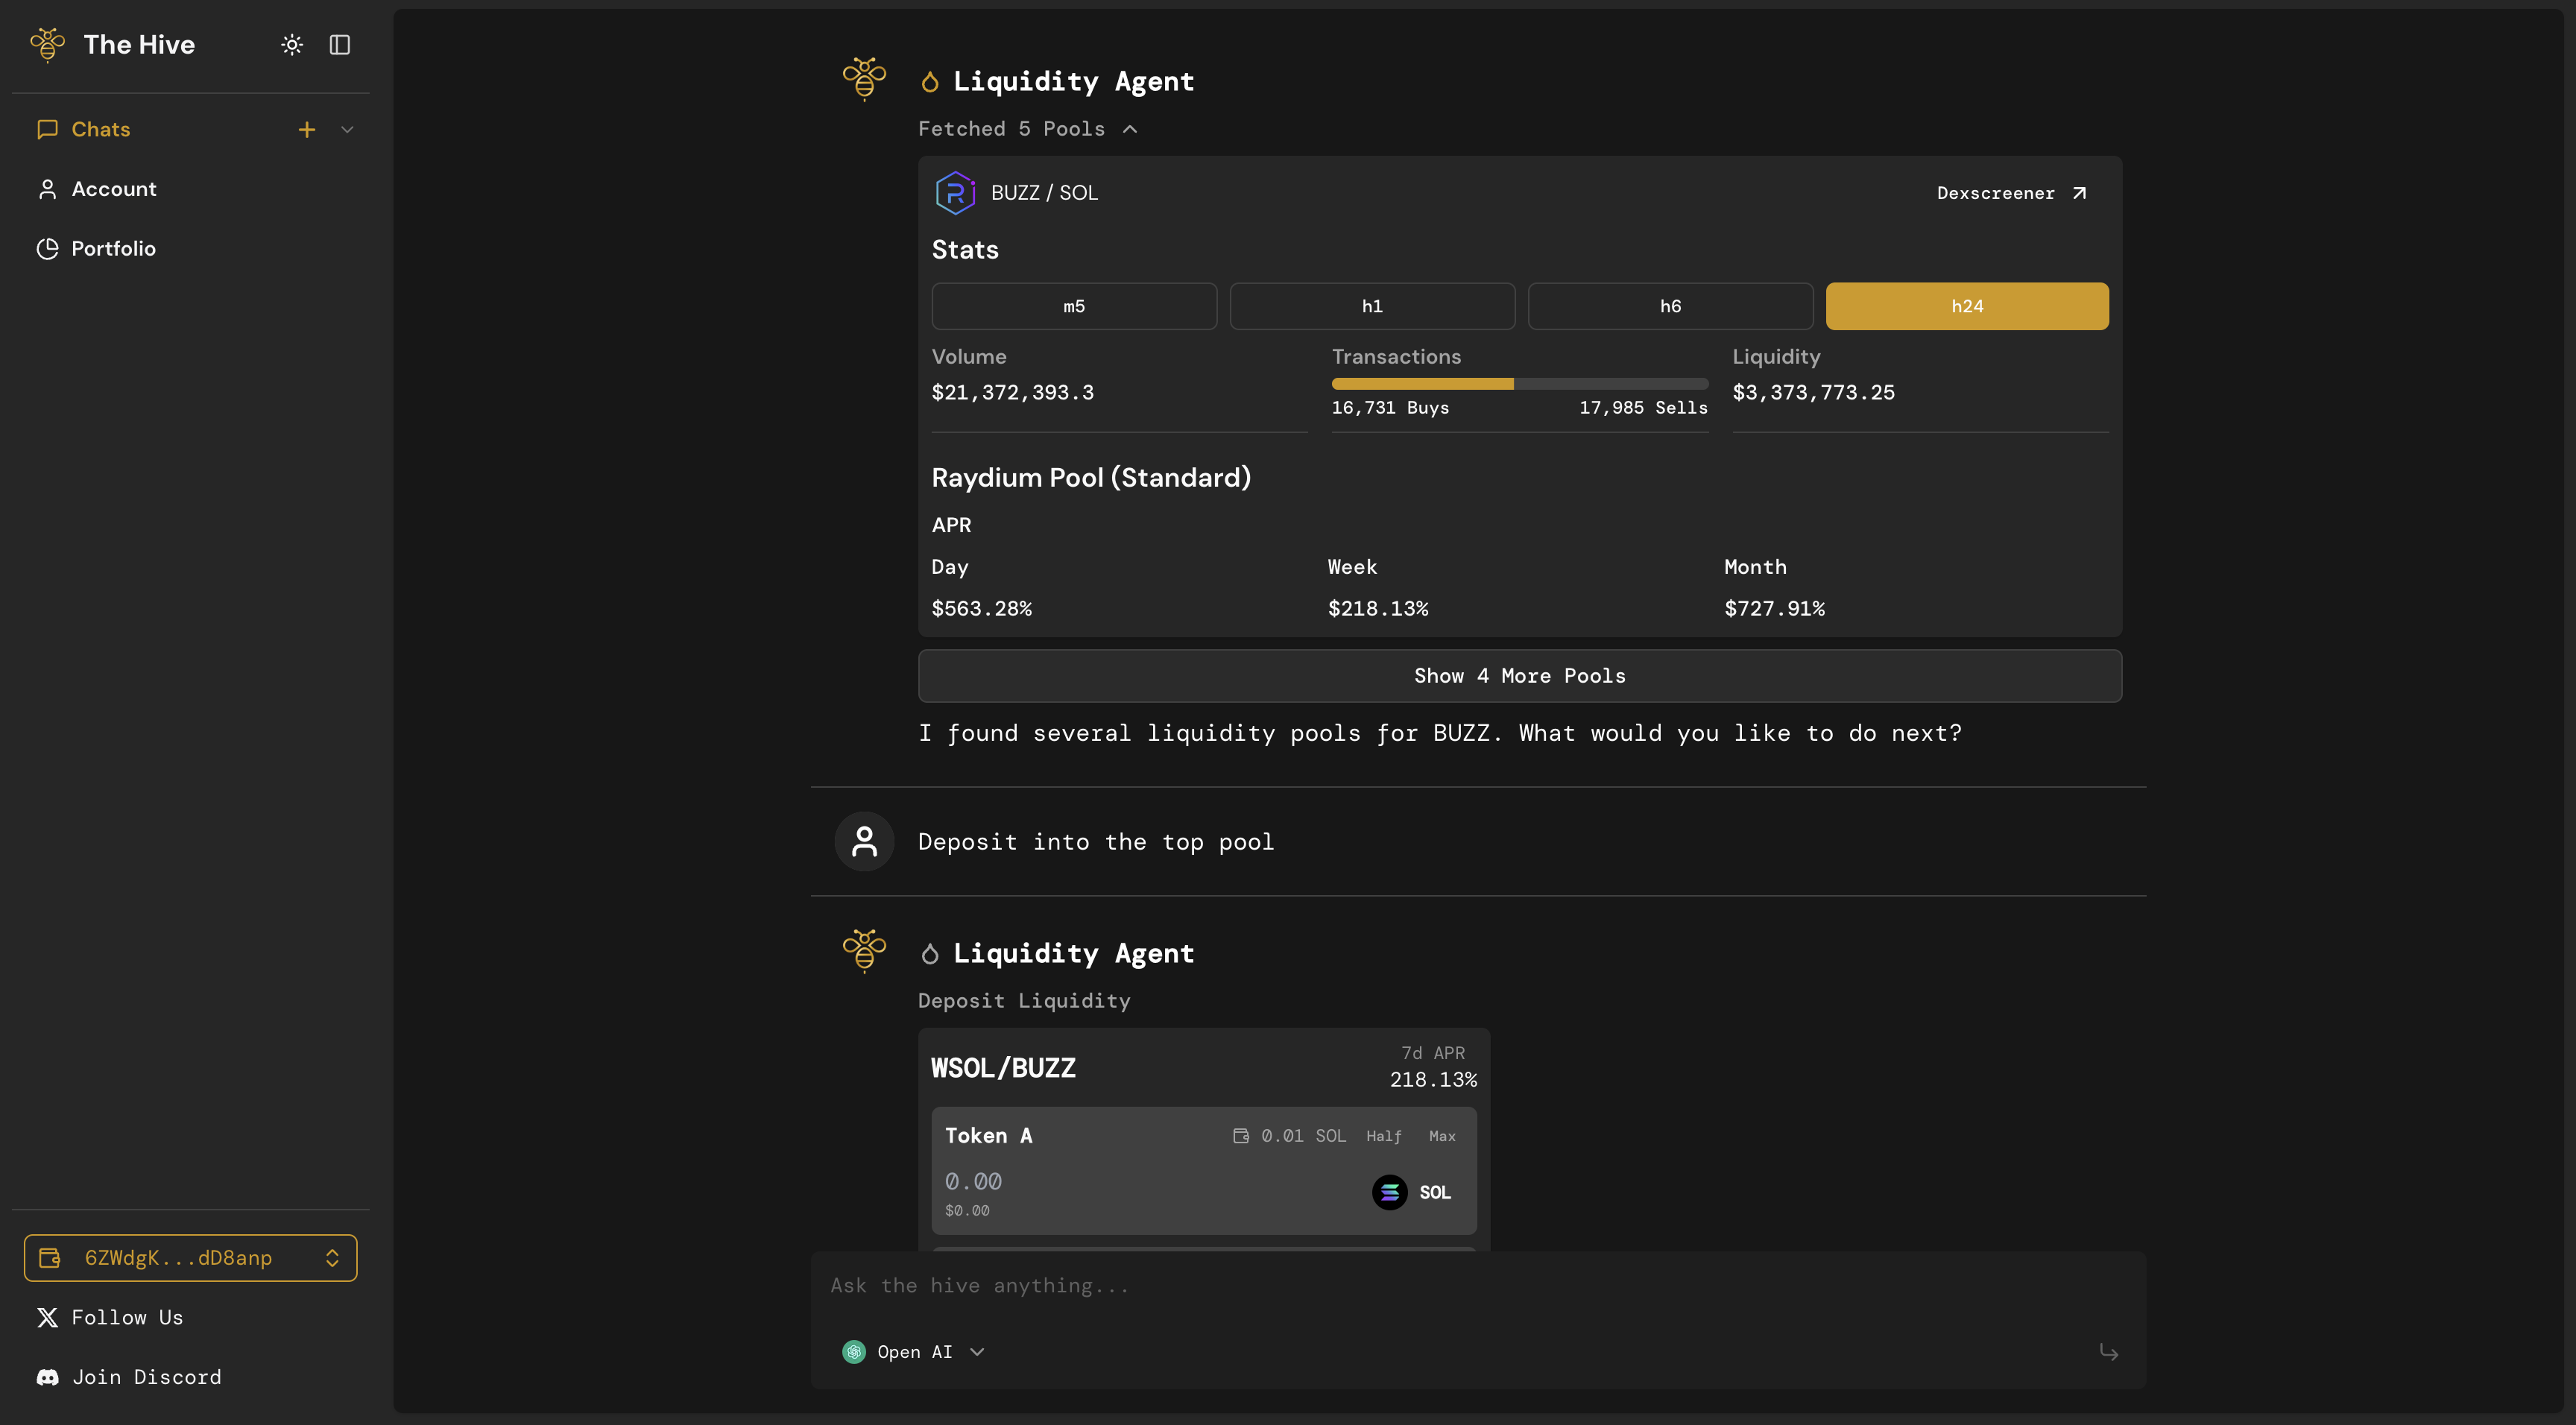 The Hive
Chats
Account
Portfolio
6ZWdgK...dD8anp
Follow Us
Join Discord
Liquidity Agent
Fetched 5 Pools
BUZZ / SOL
Dexscreener
Stats
m5 h1 h6 h24
Volume Transactions Liquidity
$21,372,393.3 16,731 Buys 17,985 Sells $3,373,773.25
Raydium Pool (Standard)
APR
Day Week Month
$563.28% $218.13% $727.91%
Show 4 More Pools
I found several liquidity pools for BUZZ. What would you like to do next?
Deposit into the top pool
Liquidity Agent
Deposit Liquidity
WSOL/BUZZ
7d APR
218.13%
Token A 0.01 SOL Half Max
0.00
$0.00
SOL
Ask the hive anything...
Open AI